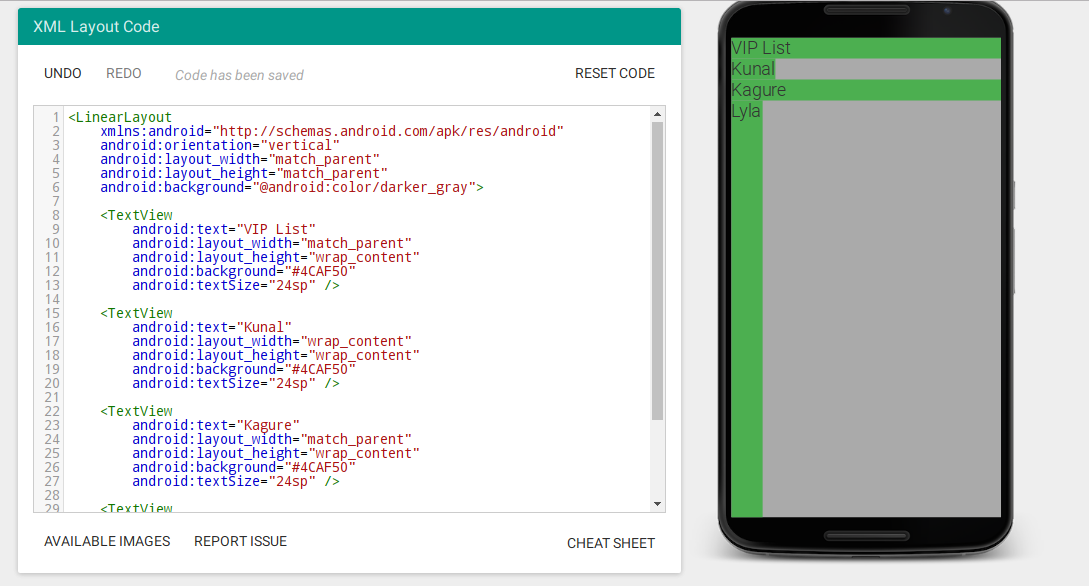 XML Layout Code
UNDO REDO Code has been saved RESET CODE
1 <LinearLayout
2     xmlns:android="http://schemas.android.com/apk/res/android"
3     android:orientation="vertical"
4     android:layout_width="match_parent"
5     android:layout_height="match_parent"
6     android:background="@android:color/darker_gray">
7
8     <TextView
9         android:text="VIP List"
10         android:layout_width="match_parent"
11         android:layout_height="wrap_content"
12         android:background="#4CAF50"
13         android:textSize="24sp" />
14
15     <TextView
16         android:text="Kunal"
17         android:layout_width="wrap_content"
18         android:layout_height="wrap_content"
19         android:background="#4CAF50"
20         android:textSize="24sp" />
21
22     <TextView
23         android:text="Kagure"
24         android:layout_width="match_parent"
25         android:layout_height="wrap_content"
26         android:background="#4CAF50"
27         android:textSize="24sp" />
28
29     <TextView
AVAILABLE IMAGES REPORT ISSUE CHEAT SHEET
VIP List
Kunal
Kagure
Lyla